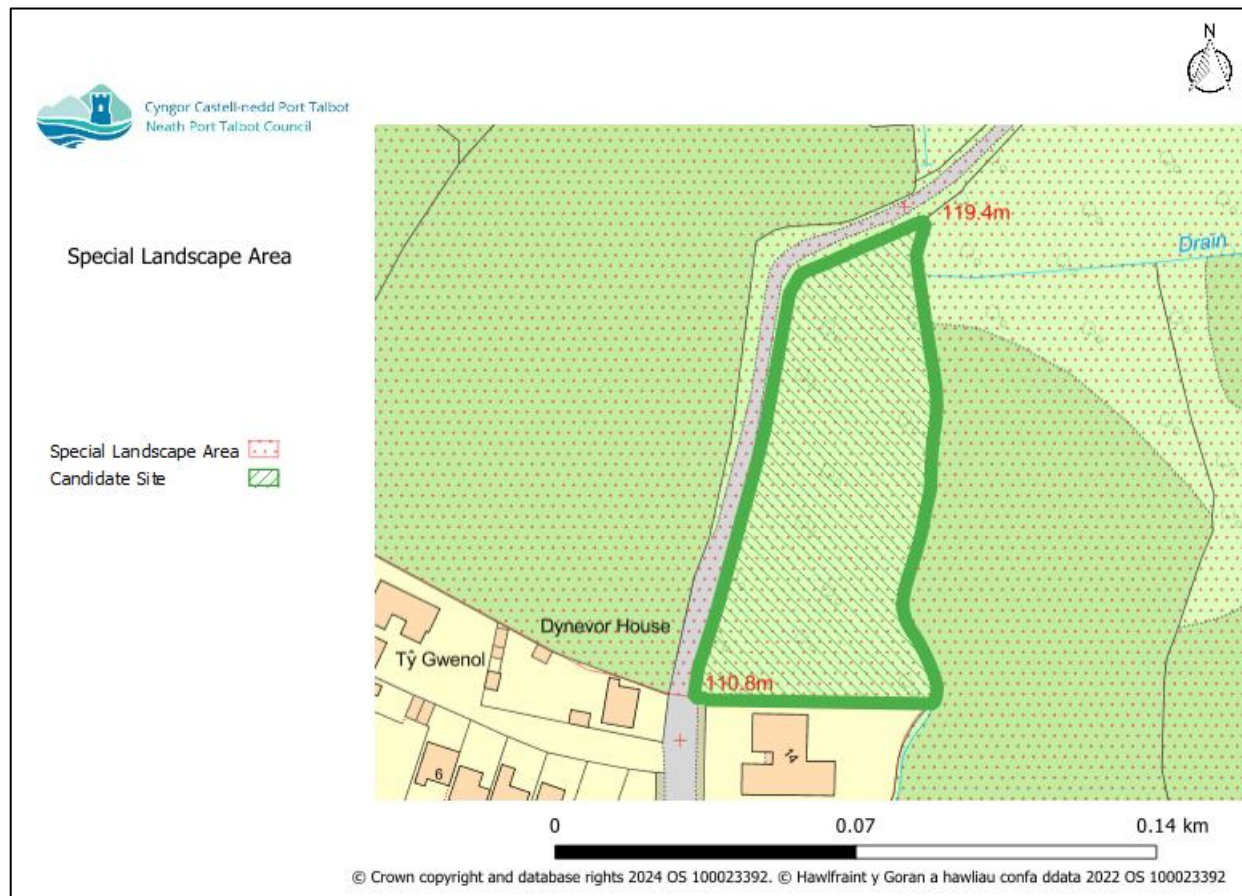 N
Cyngor Castell-nedd Port Talbot
Neath Port Talbot Council
Special Landscape Area
Special Landscape Area
Candidate Site
119.4m
Drain
Dynevor House
Tŷ Gwenol
110.8m
6
1A
0 0.07 0.14 km
© Crown copyright and database rights 2024 OS 100023392. © Hawlfraint y Goran a hawliau confa ddata 2022 OS 100023392